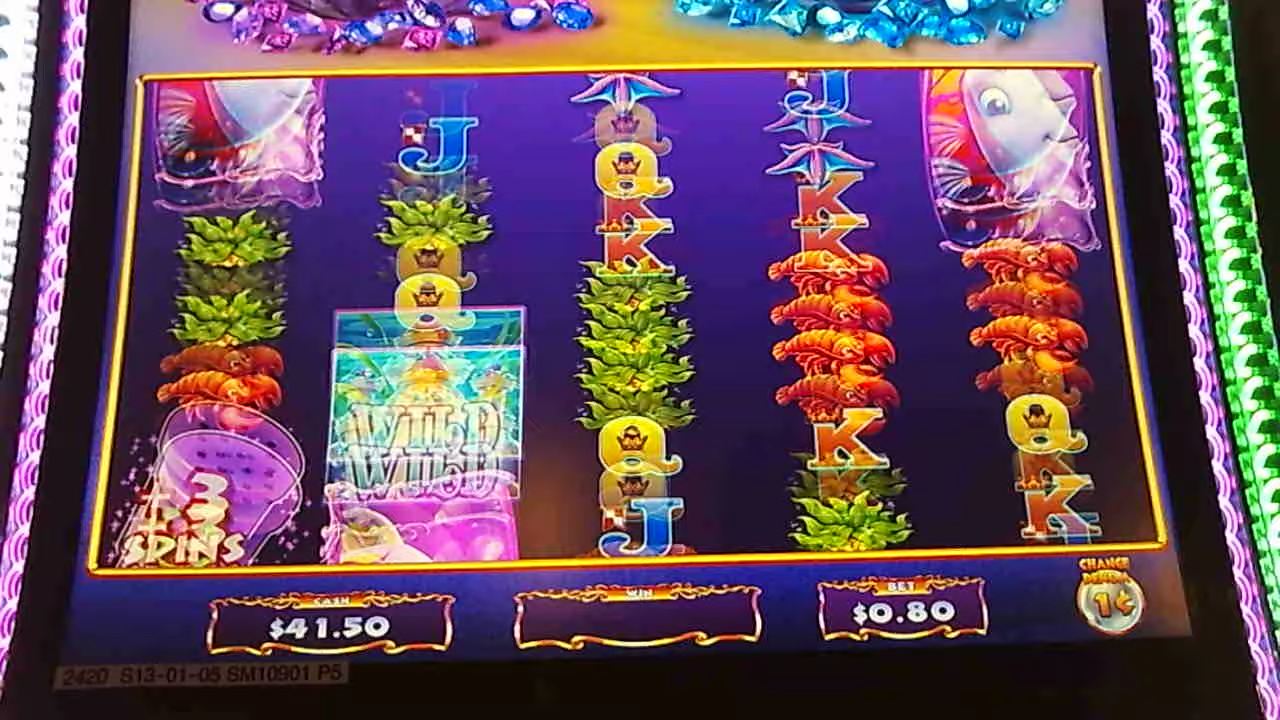 J
J
Q
Q
K
K
K
K
Q
Q
WILD
WILD
K
Q
Q
Q
K
K
J
+3
+3
SPINS
CASH
$41.50
WIN
BET
$0.80
CHANGE
DENOM
1¢
2420 S13-01-05 SM10901 P5